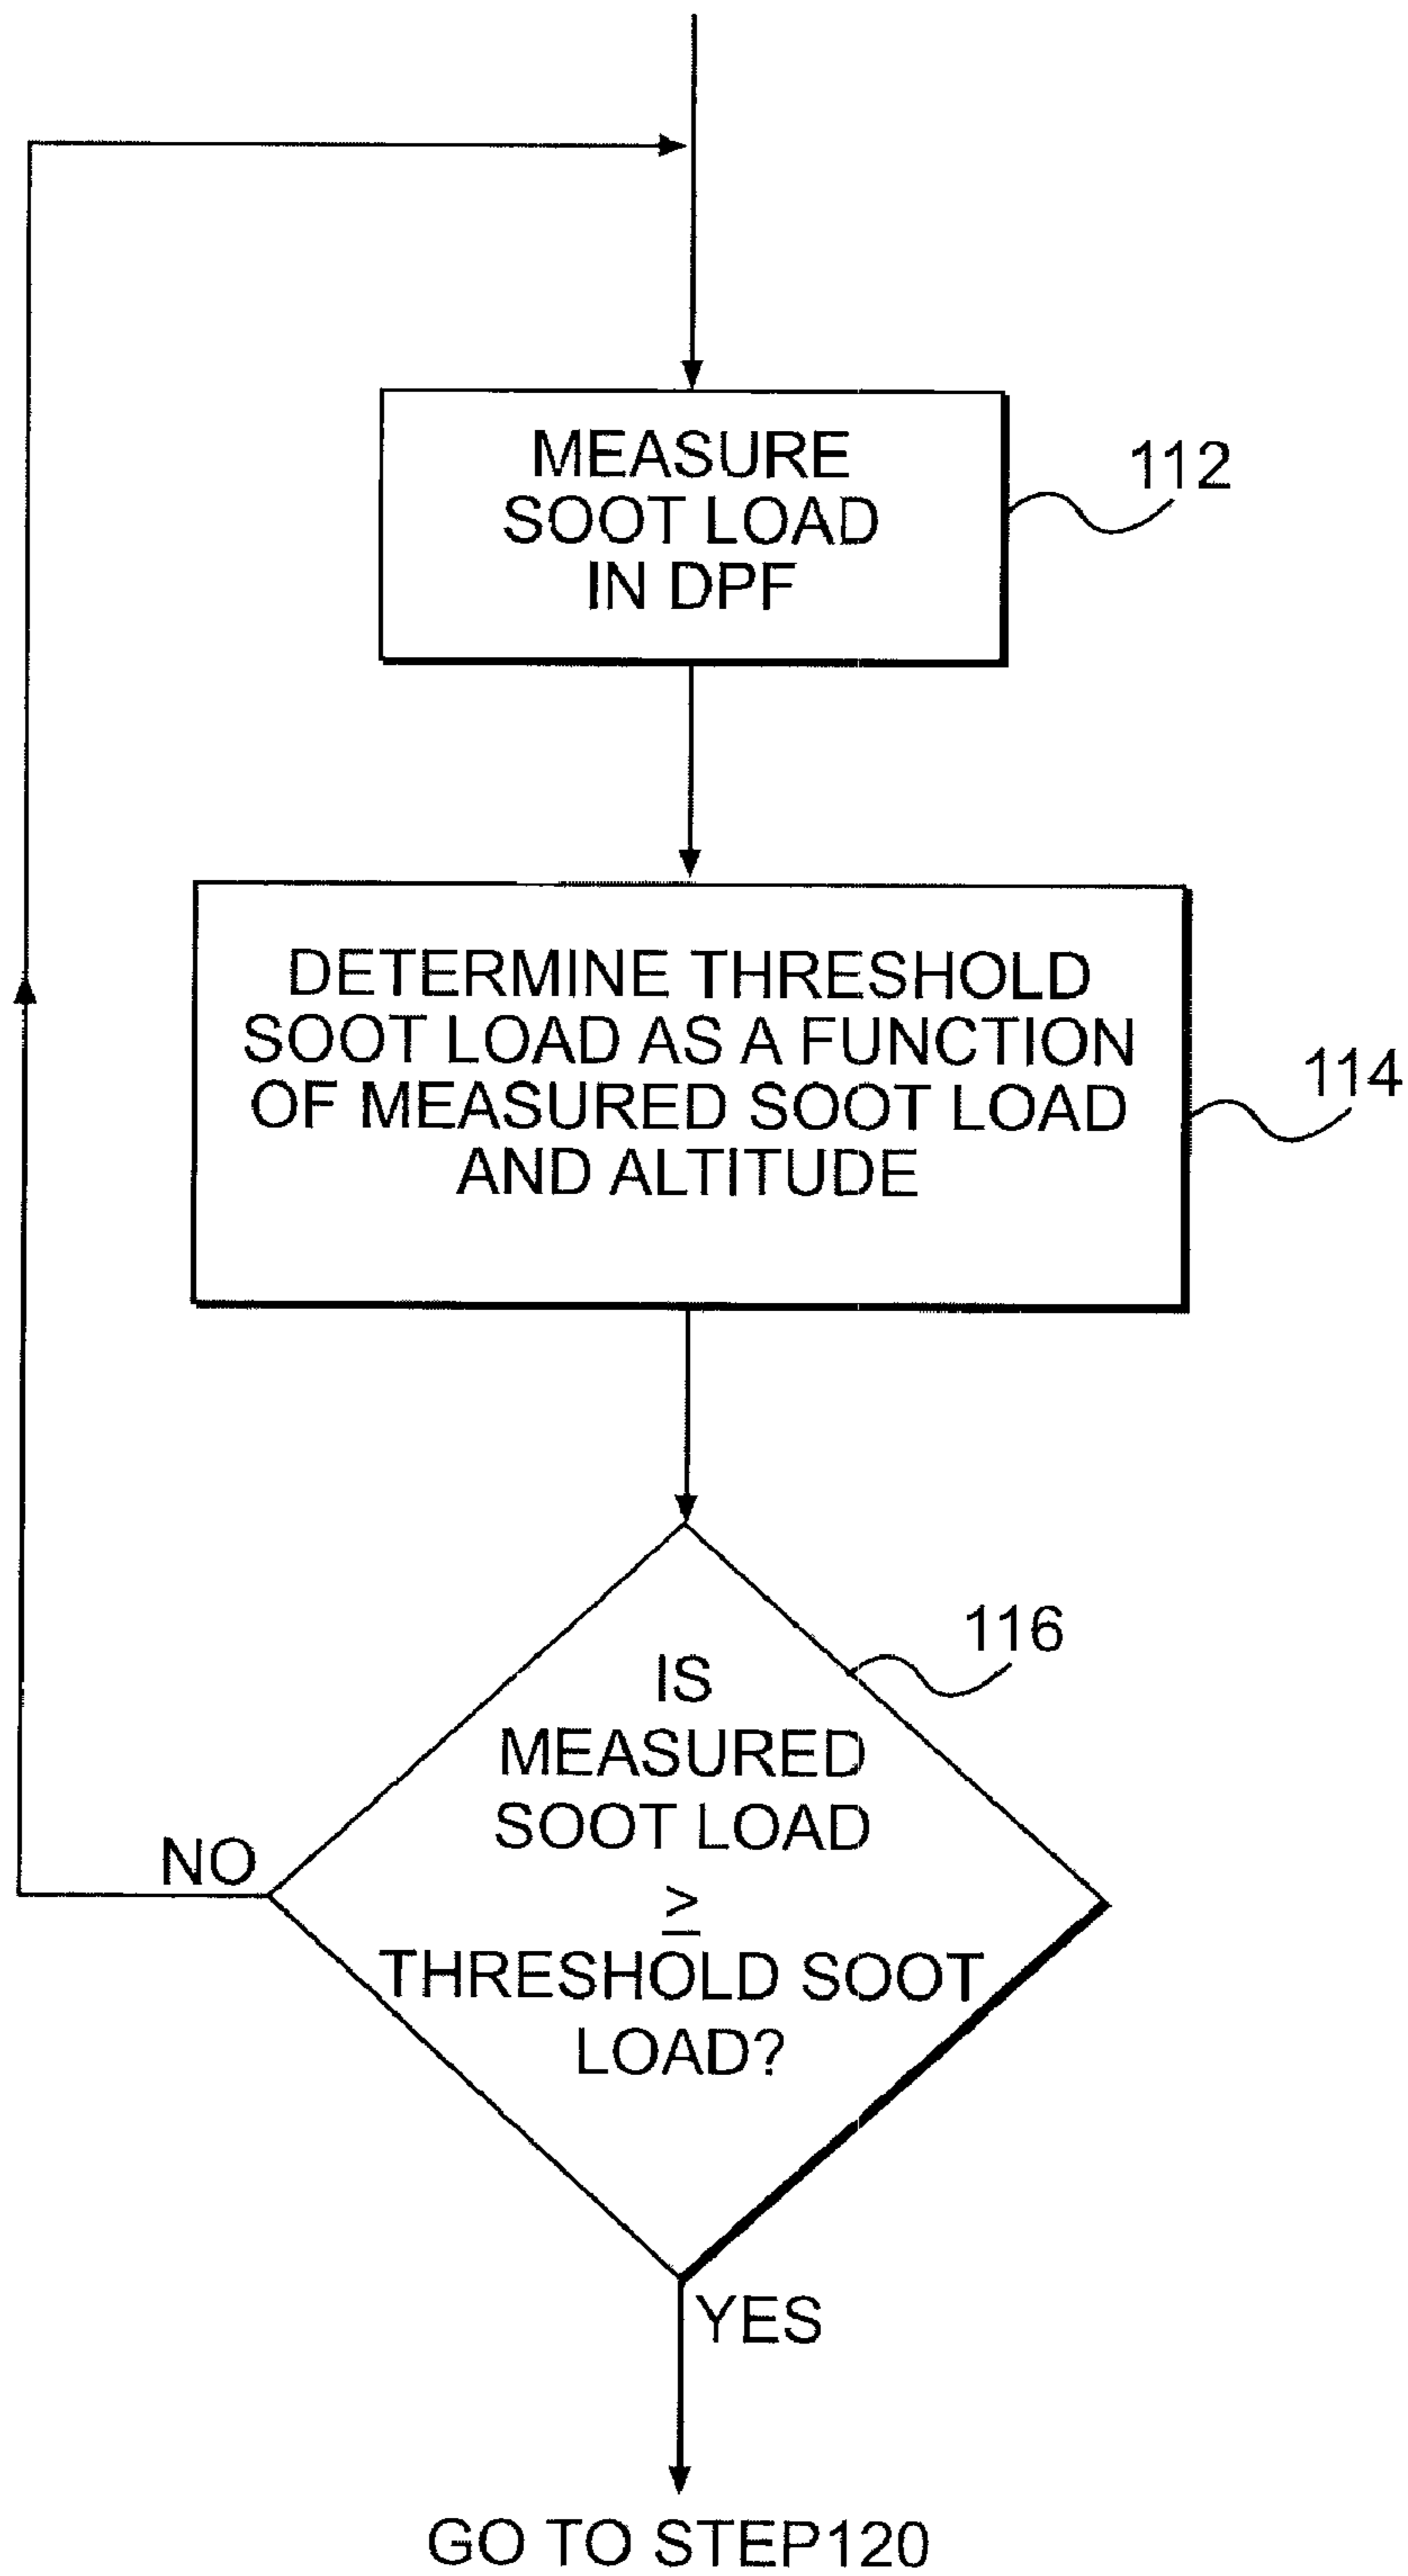 MEASURE
SOOT LOAD
IN DPF
112
DETERMINE THRESHOLD
SOOT LOAD AS A FUNCTION
OF MEASURED SOOT LOAD
AND ALTITUDE
114
116
IS
MEASURED
SOOT LOAD
≥
THRESHOLD SOOT
LOAD?
NO
YES
GO TO STEP120